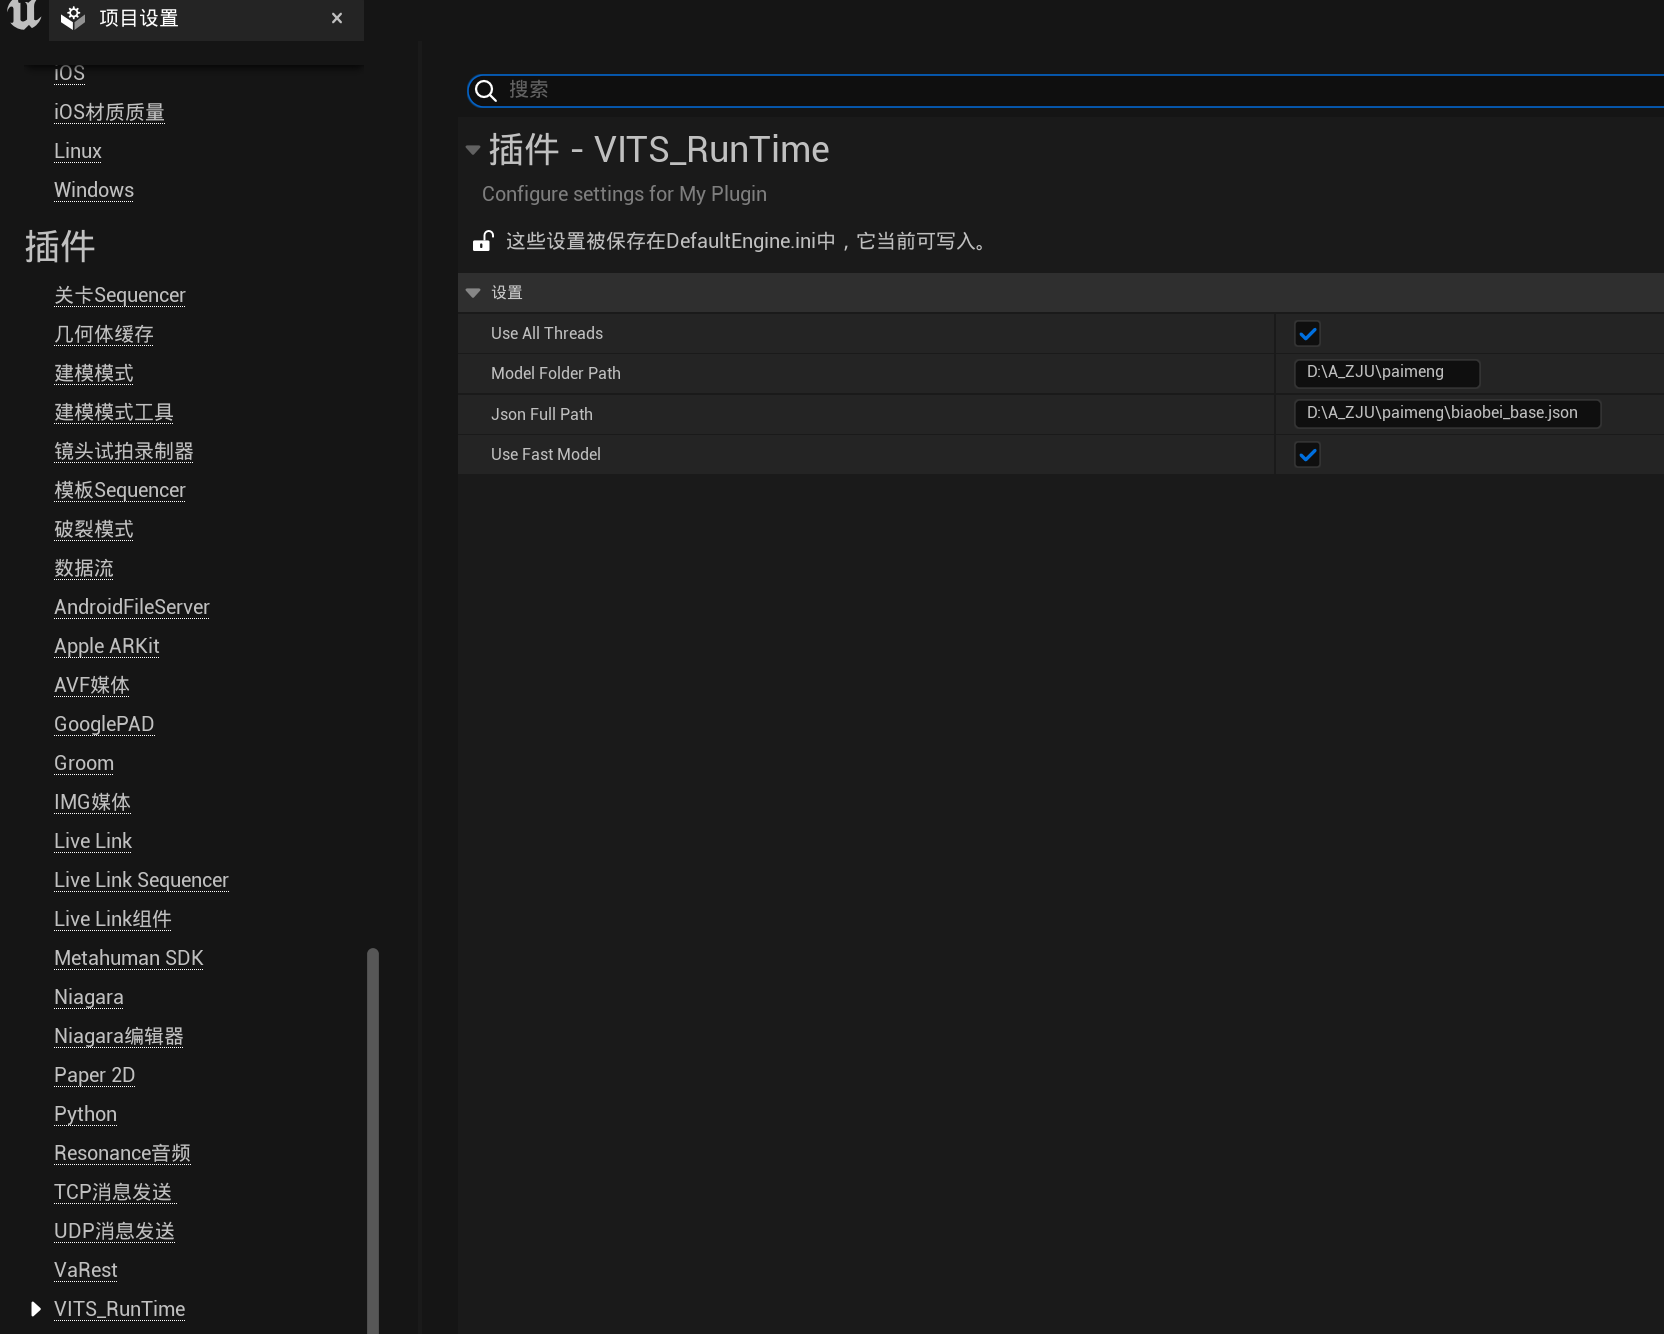 项目设置
iOS
iOS材质质量
Linux
Windows
插件
关卡Sequencer
几何体缓存
建模模式
建模模式工具
镜头试拍录制器
模板Sequencer
破裂模式
数据流
AndroidFileServer
Apple ARKit
AVF媒体
GooglePAD
Groom
IMG媒体
Live Link
Live Link Sequencer
Live Link组件
Metahuman SDK
Niagara
Niagara编辑器
Paper 2D
Python
Resonance音频
TCP消息发送
UDP消息发送
VaRest
VITS_RunTime
搜索
插件 - VITS_RunTime
Configure settings for My Plugin
这些设置被保存在DefaultEngine.ini中，它当前可写入。
设置
Use All Threads
Model Folder Path D:\A_ZJU\paimeng
Json Full Path D:\A_ZJU\paimeng\biaobei_base.json
Use Fast Model